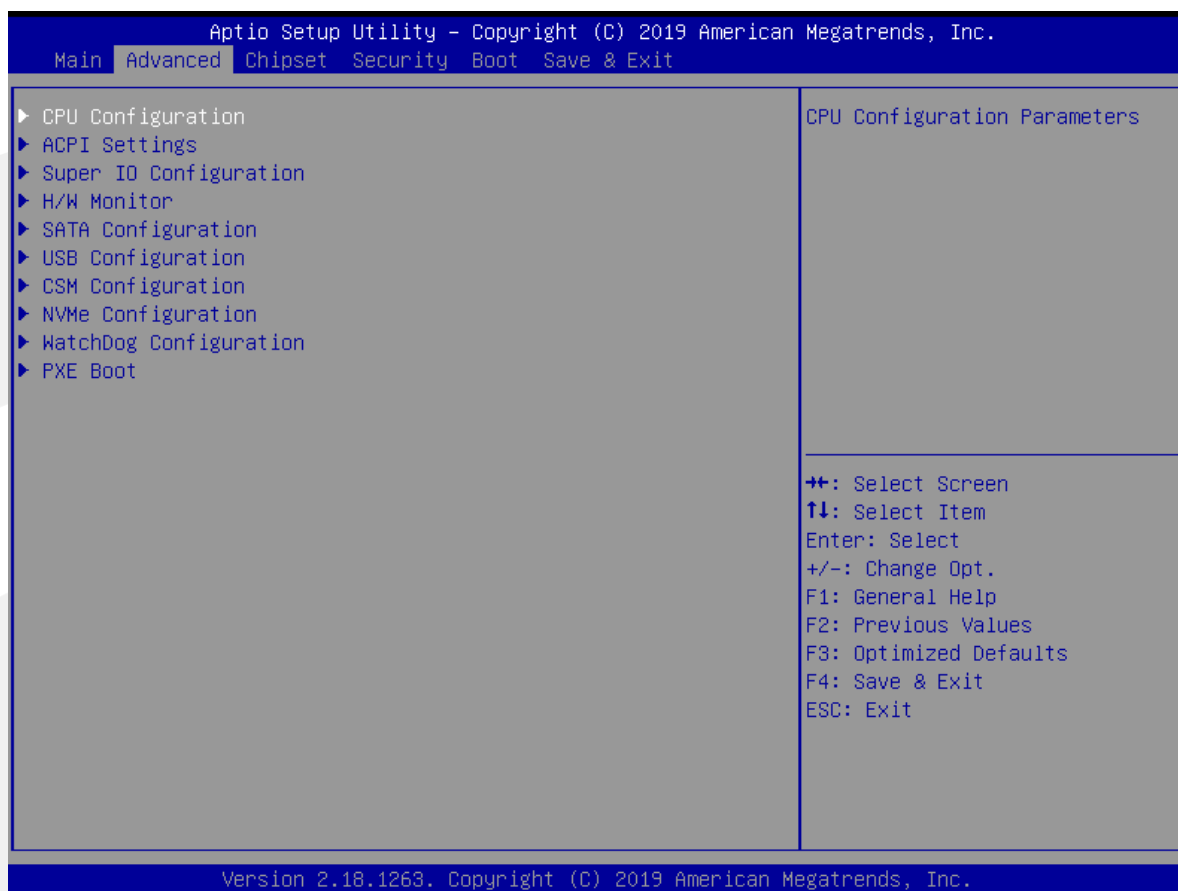 Aptio Setup Utility – Copyright (C) 2019 American Megatrends, Inc.
Main Advanced Chipset Security Boot Save & Exit
▶ CPU Configuration
▶ ACPI Settings
▶ Super IO Configuration
▶ H/W Monitor
▶ SATA Configuration
▶ USB Configuration
▶ CSM Configuration
▶ NVMe Configuration
▶ WatchDog Configuration
▶ PXE Boot
CPU Configuration Parameters
→←: Select Screen
↑↓: Select Item
Enter: Select
+/-: Change Opt.
F1: General Help
F2: Previous Values
F3: Optimized Defaults
F4: Save & Exit
ESC: Exit
Version 2.18.1263. Copyright (C) 2019 American Megatrends, Inc.